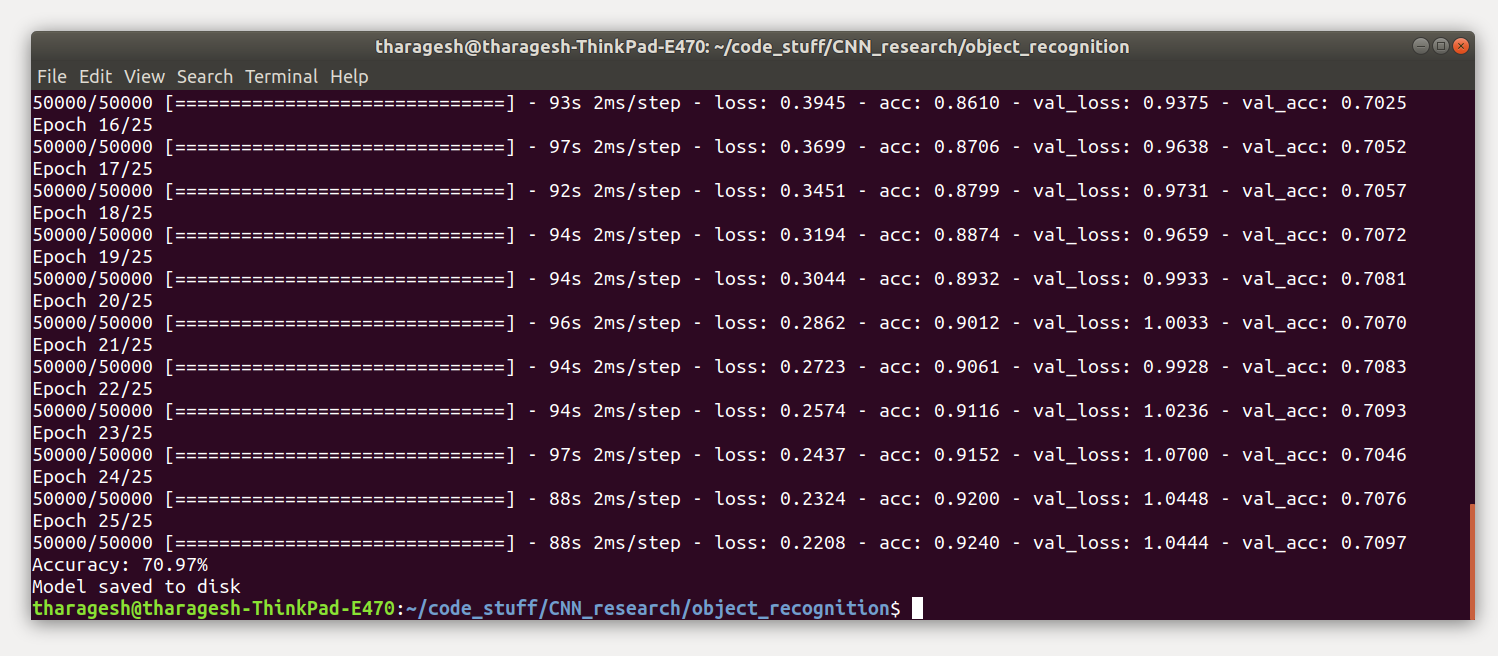 tharagesh@tharagesh-ThinkPad-E470: ~/code_stuff/CNN_research/object_recognition
File Edit View Search Terminal Help
50000/50000 [==============================] - 93s 2ms/step - loss: 0.3945 - acc: 0.8610 - val_loss: 0.9375 - val_acc: 0.7025
Epoch 16/25
50000/50000 [==============================] - 97s 2ms/step - loss: 0.3699 - acc: 0.8706 - val_loss: 0.9638 - val_acc: 0.7052
Epoch 17/25
50000/50000 [==============================] - 92s 2ms/step - loss: 0.3451 - acc: 0.8799 - val_loss: 0.9731 - val_acc: 0.7057
Epoch 18/25
50000/50000 [==============================] - 94s 2ms/step - loss: 0.3194 - acc: 0.8874 - val_loss: 0.9659 - val_acc: 0.7072
Epoch 19/25
50000/50000 [==============================] - 94s 2ms/step - loss: 0.3044 - acc: 0.8932 - val_loss: 0.9933 - val_acc: 0.7081
Epoch 20/25
50000/50000 [==============================] - 96s 2ms/step - loss: 0.2862 - acc: 0.9012 - val_loss: 1.0033 - val_acc: 0.7070
Epoch 21/25
50000/50000 [==============================] - 94s 2ms/step - loss: 0.2723 - acc: 0.9061 - val_loss: 0.9928 - val_acc: 0.7083
Epoch 22/25
50000/50000 [==============================] - 94s 2ms/step - loss: 0.2574 - acc: 0.9116 - val_loss: 1.0236 - val_acc: 0.7093
Epoch 23/25
50000/50000 [==============================] - 97s 2ms/step - loss: 0.2437 - acc: 0.9152 - val_loss: 1.0700 - val_acc: 0.7046
Epoch 24/25
50000/50000 [==============================] - 88s 2ms/step - loss: 0.2324 - acc: 0.9200 - val_loss: 1.0448 - val_acc: 0.7076
Epoch 25/25
50000/50000 [==============================] - 88s 2ms/step - loss: 0.2208 - acc: 0.9240 - val_loss: 1.0444 - val_acc: 0.7097
Accuracy: 70.97%
Model saved to disk
tharagesh@tharagesh-ThinkPad-E470:~/code_stuff/CNN_research/object_recognition$